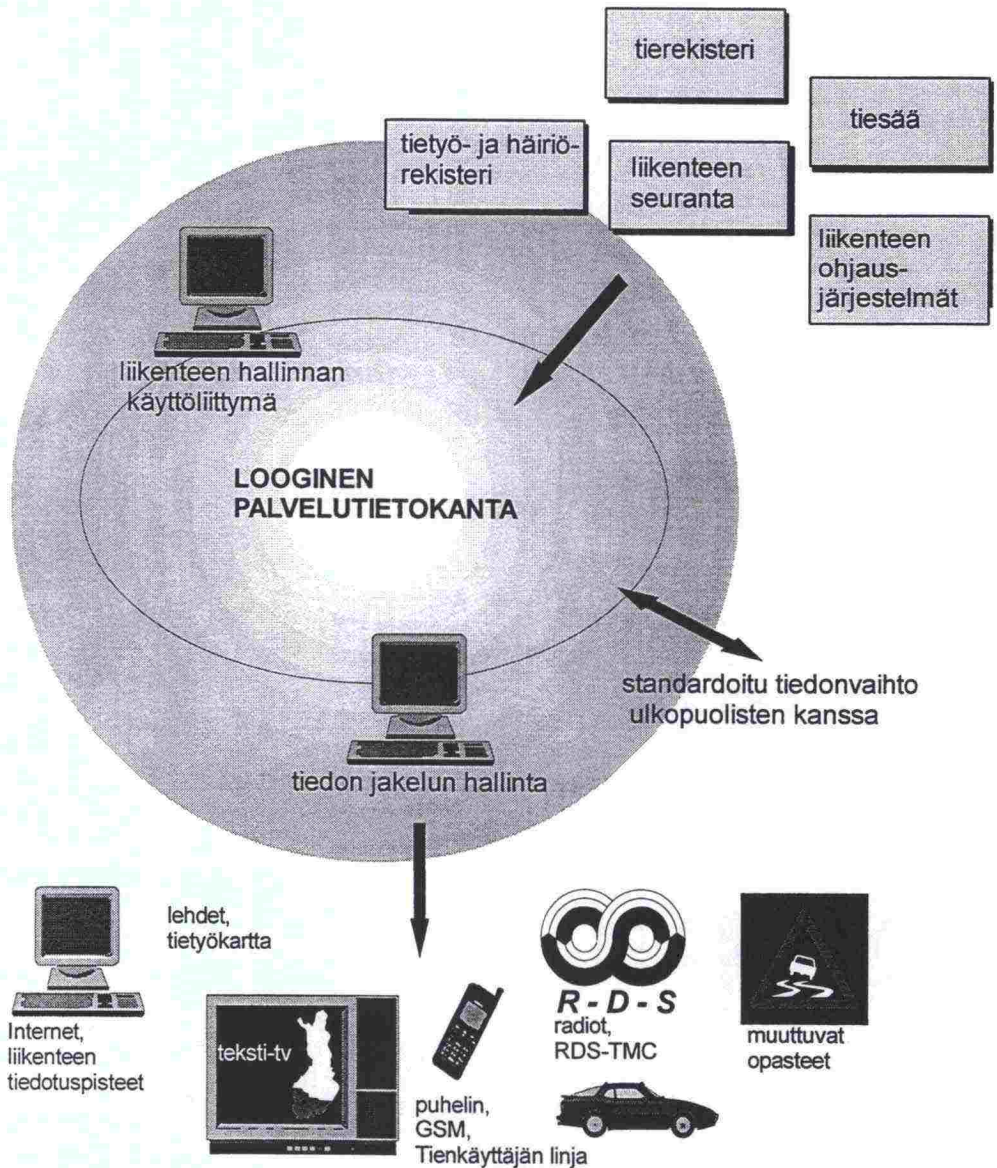 tierekisteri
tiesää
tietyö- ja häiriö-
rekisteri
liikenteen
seuranta
liikenteen
ohjaus-
järjestelmät
liikenteen hallinnan
käyttöliittymä
LOOGINEN
PALVELUTIETOKANTA
standardoitu tiedonvaihto
ulkopuolisten kanssa
tiedon jakelun hallinta
lehdet,
tietyökartta
Internet,
liikenteen
tiedotuspisteet
teksti-tv
puhelin,
GSM,
Tienkäyttäjän linja
R - D - S
radiot,
RDS-TMC
muuttuvat
opasteet